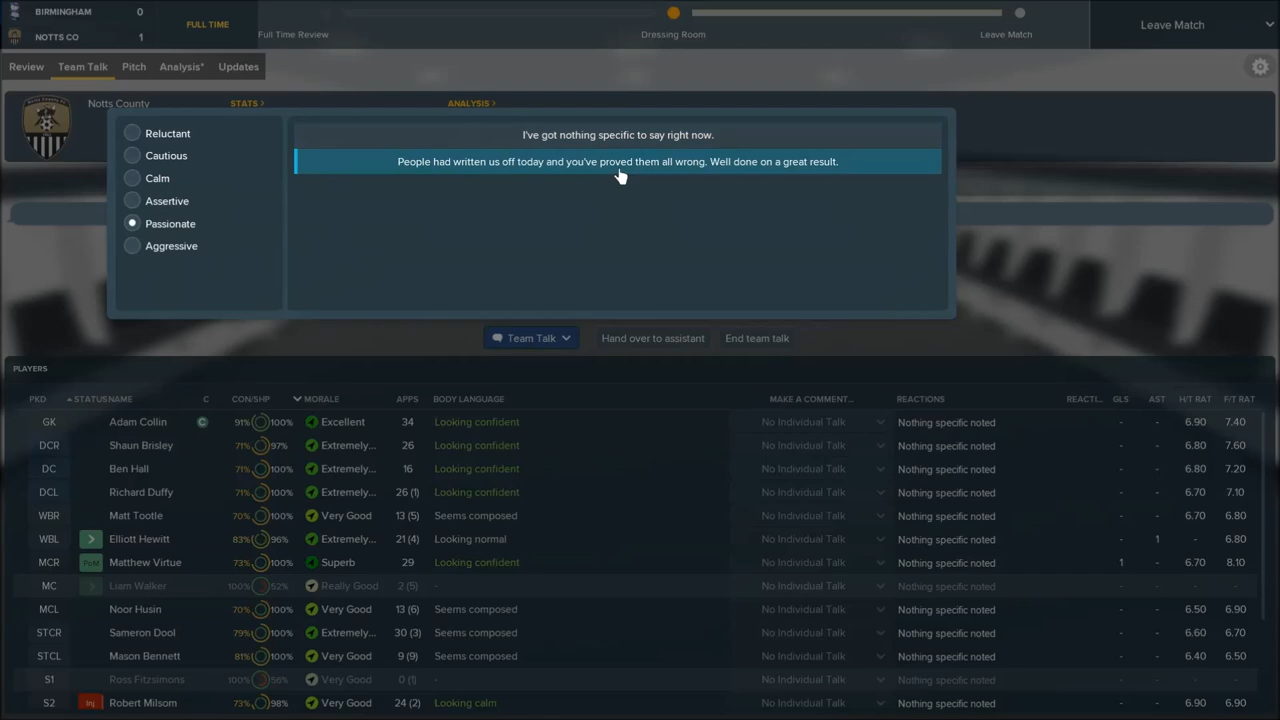 BIRMINGHAM 0
NOTTS CO 1
FULL TIME
Full Time Review
Dressing Room
Leave Match
Leave Match
Review Team Talk Pitch Analysis* Updates
Notts County STATS > ANALYSIS >
Reluctant
Cautious
Calm
Assertive
Passionate
Aggressive
I've got nothing specific to say right now.
People had written us off today and you've proved them all wrong. Well done on a great result.
Team Talk Hand over to assistant End team talk
PLAYERS
PKD STATUS NAME C CON/SHP MORALE APPS BODY LANGUAGE MAKE A COMMENT... REACTIONS REACTI... GLS AST H/T RAT F/T RAT
GK Adam Collin C 91% 100% Excellent 34 Looking confident No Individual Talk Nothing specific noted - - 6.90 7.40
DCR Shaun Brisley 71% 97% Extremely... 26 Looking confident No Individual Talk Nothing specific noted - - 6.80 7.60
DC Ben Hall 71% 100% Extremely... 16 Looking confident No Individual Talk Nothing specific noted - - 6.80 7.20
DCL Richard Duffy 71% 100% Extremely... 26 (1) Looking confident No Individual Talk Nothing specific noted - - 6.70 7.10
WBR Matt Tootle 70% 100% Very Good 13 (5) Seems composed No Individual Talk Nothing specific noted - - 6.70 6.80
WBL Elliott Hewitt 83% 96% Extremely... 21 (4) Looking normal No Individual Talk Nothing specific noted - 1 - 6.80
MCR PoM Matthew Virtue 73% 100% Superb 29 Looking confident No Individual Talk Nothing specific noted 1 - 6.70 8.10
MC Liam Walker 100% 52% Really Good 2 (5) - No Individual Talk Nothing specific noted - - - -
MCL Noor Husin 70% 100% Very Good 13 (6) Seems composed No Individual Talk Nothing specific noted - - 6.50 6.90
STCR Sameron Dool 79% 100% Extremely... 30 (3) Seems composed No Individual Talk Nothing specific noted - - 6.60 6.70
STCL Mason Bennett 81% 100% Very Good 9 (9) Seems composed No Individual Talk Nothing specific noted - - 6.40 6.50
S1 Ross Fitzsimons 100% 56% Very Good 0 (1) - No Individual Talk Nothing specific noted - - - -
S2 Inj Robert Milsom 73% 98% Very Good 24 (2) Looking calm No Individual Talk Nothing specific noted - - 6.90 6.90